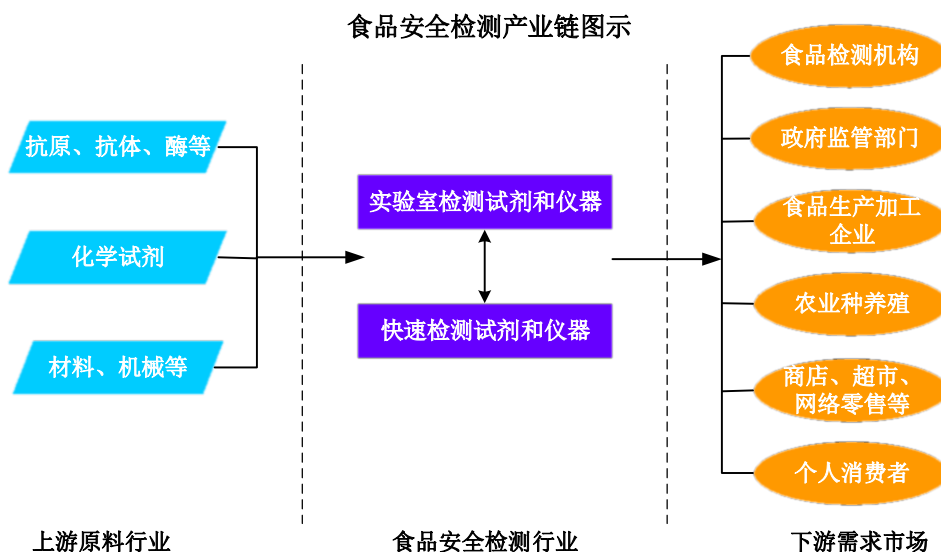 食品安全检测产业链图示
抗原、抗体、酶等
化学试剂
材料、机械等
实验室检测试剂和仪器
快速检测试剂和仪器
食品检测机构
政府监管部门
食品生产加工
企业
农业种养殖
商店、超市、
网络零售等
个人消费者
上游原料行业
食品安全检测行业
下游需求市场